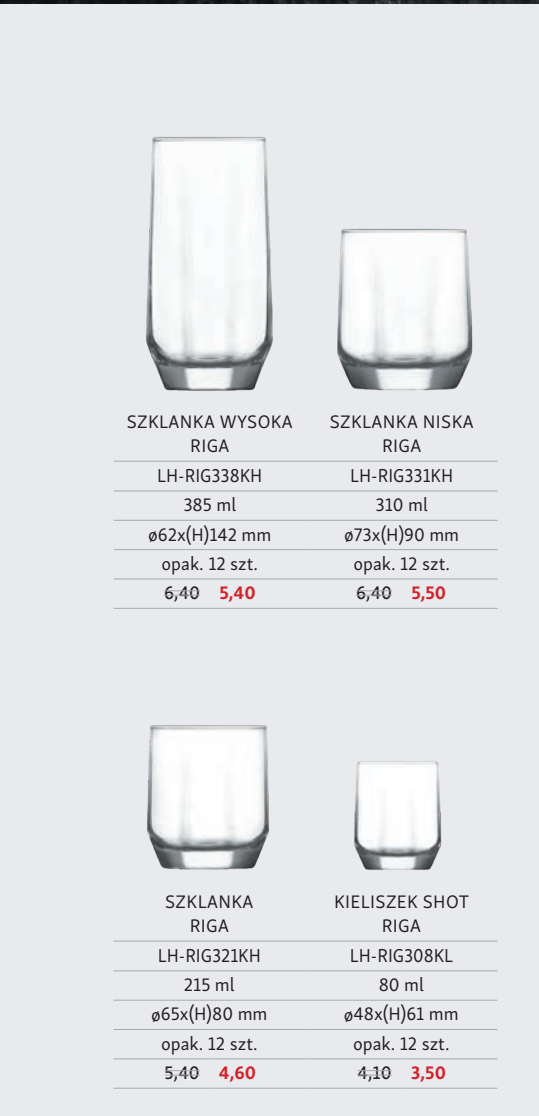 SZKLANKA WYSOKA
RIGA
LH-RIG338KH
385 ml
ø62x(H)142 mm
opak. 12 szt.
6,40 5,40
SZKLANKA NISKA
RIGA
LH-RIG331KH
310 ml
ø73x(H)90 mm
opak. 12 szt.
6,40 5,50
SZKLANKA
RIGA
LH-RIG321KH
215 ml
ø65x(H)80 mm
opak. 12 szt.
5,40 4,60
KIELISZEK SHOT
RIGA
LH-RIG308KL
80 ml
ø48x(H)61 mm
opak. 12 szt.
4,10 3,50